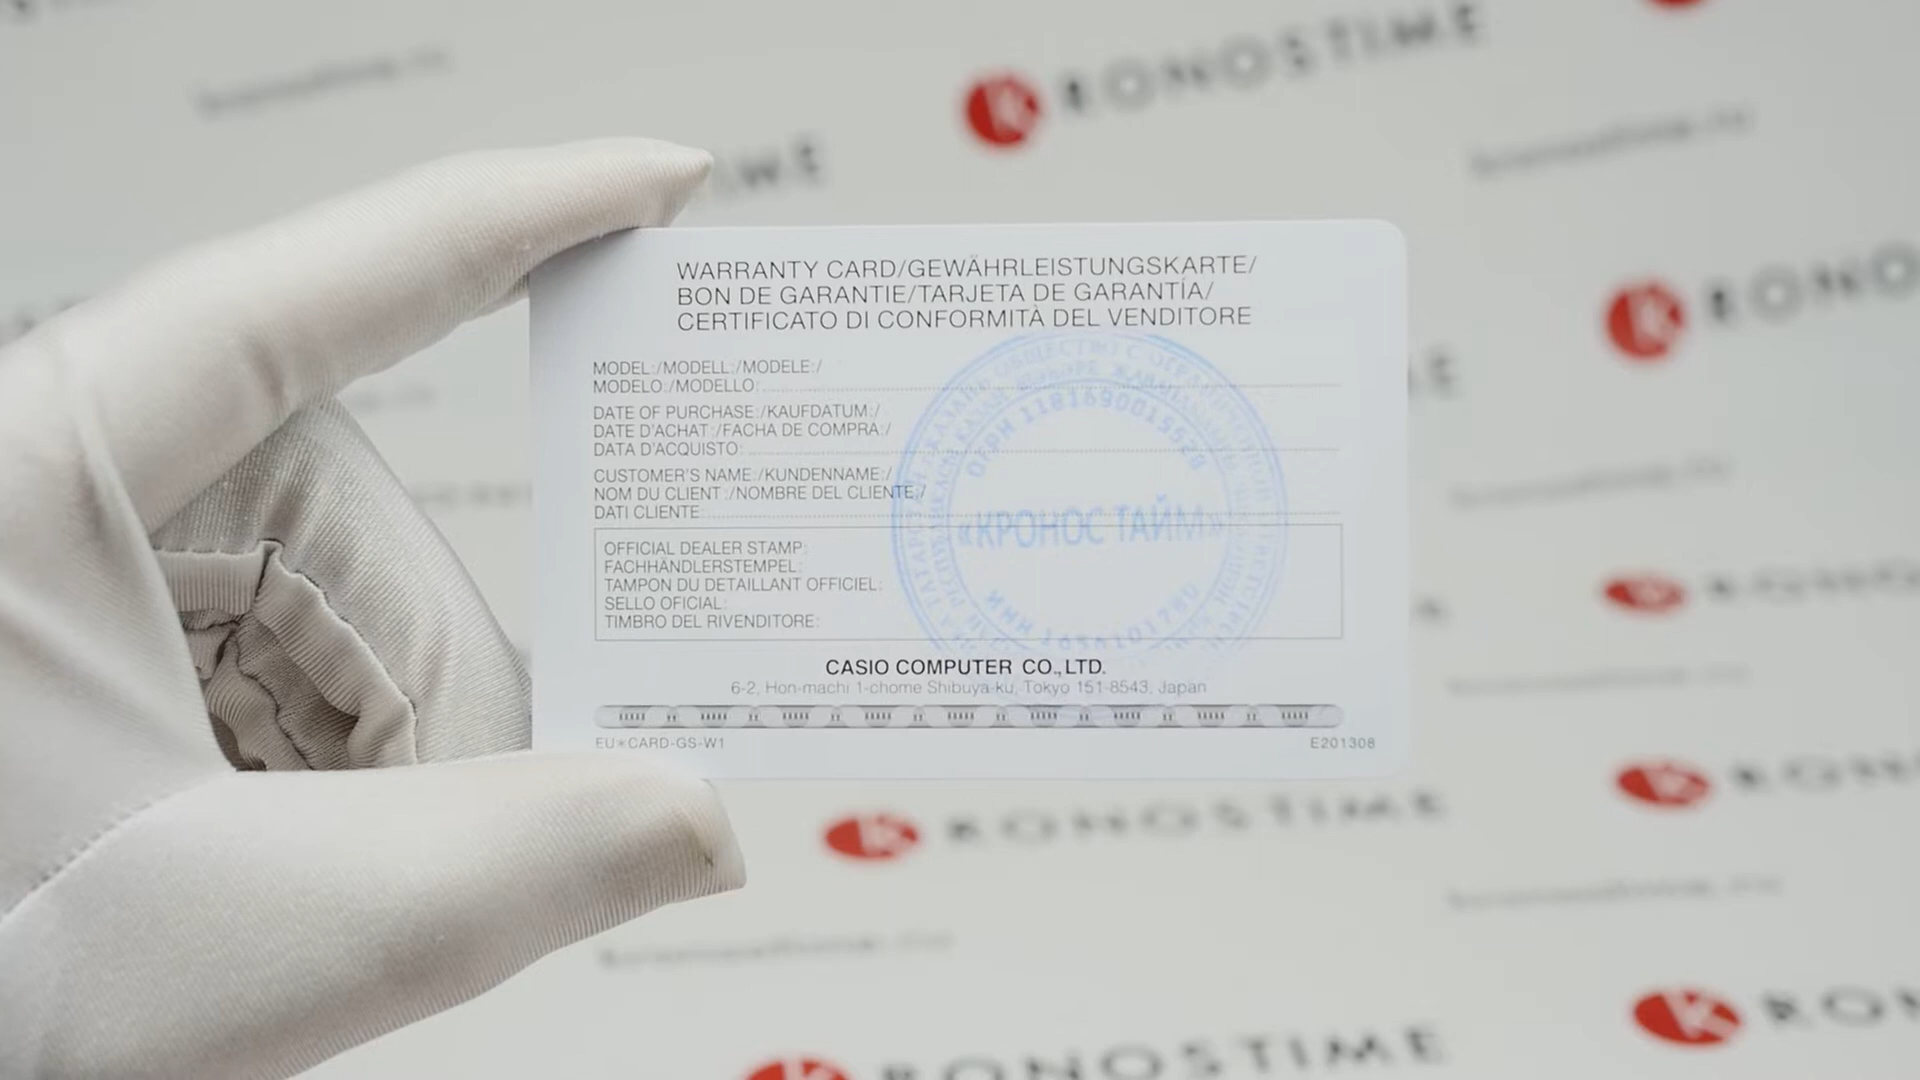 KRONOSTIME
WARRANTY CARD/GEWÄHRLEISTUNGSKARTE/
BON DE GARANTIE/TARJETA DE GARANTÍA/
CERTIFICATO DI CONFORMITÀ DEL VENDITORE
MODEL:/MODELL:/MODELE:/
MODELO:/MODELLO:
DATE OF PURCHASE:/KAUFDATUM:/
DATE D'ACHAT:/FACHA DE COMPRA:/
DATA D'ACQUISTO:
CUSTOMER'S NAME:/KUNDENNAME:/
NOM DU CLIENT:/NOMBRE DEL CLIENTE:/
DATI CLIENTE:
ОГРН 1181690015528
«КРОНОС ТАЙМ»
ИНН
OFFICIAL DEALER STAMP:
FACHHÄNDLERSTEMPEL:
TAMPON DU DETAILLANT OFFICIEL:
SELLO OFICIAL:
TIMBRO DEL RIVENDITORE:
CASIO COMPUTER CO.,LTD.
6-2, Hon-machi 1-chome Shibuya-ku, Tokyo 151-8543, Japan
EU*CARD-GS-W1
E201308
KRONOSTIME
KRONOSTIME